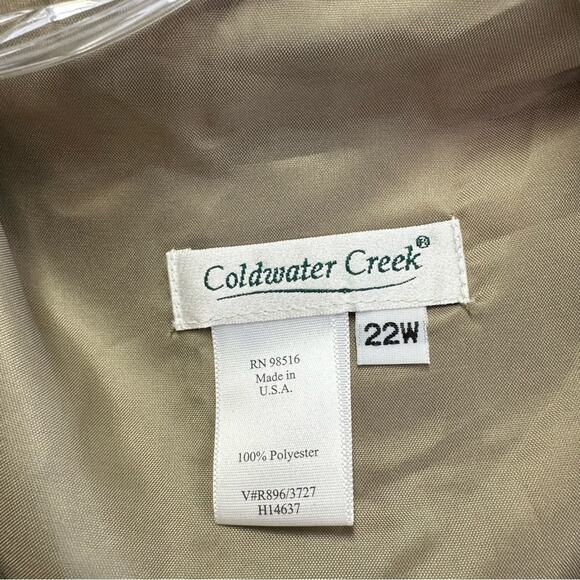 Coldwater Creek®
22W
RN 98516
Made in
U.S.A.
100% Polyester
V#R896/3727
H14637